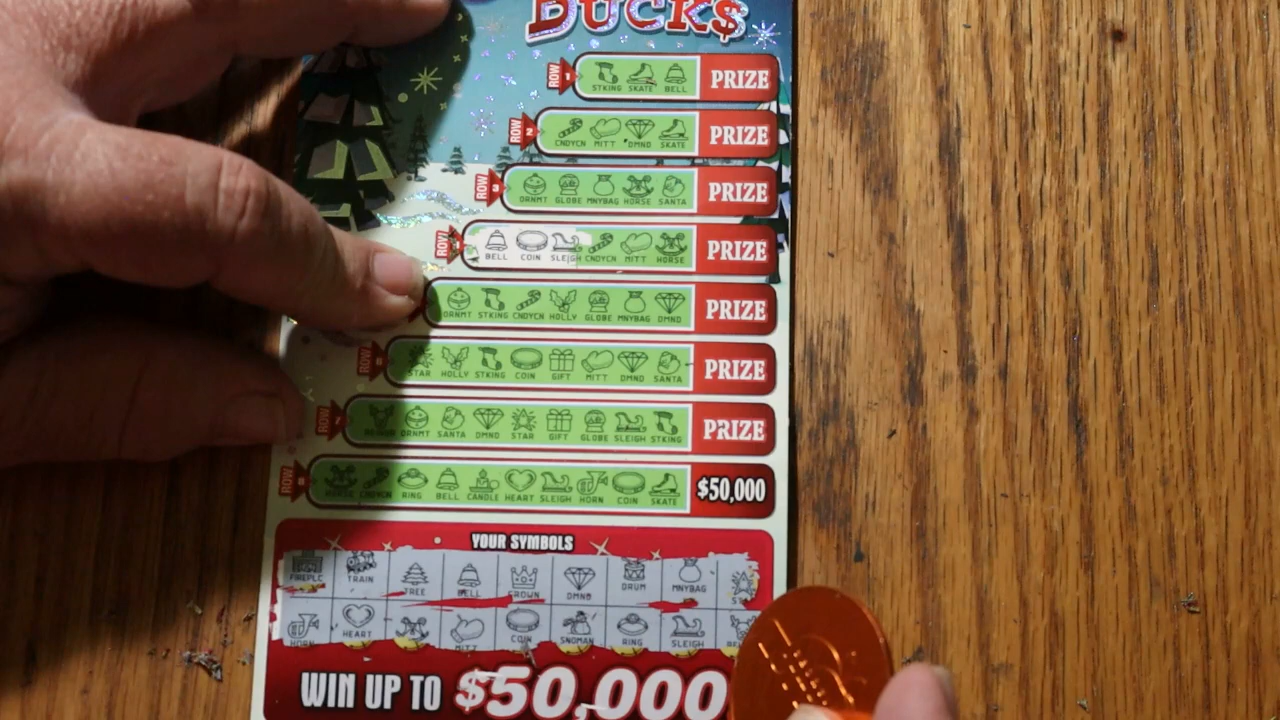 BUCK$
ROW 1 STKING SKATE BELL PRIZE
ROW 2 CNDYCN MITT DMND SKATE PRIZE
ROW 3 ORNMT GLOBE MNYBAG HORSE SANTA PRIZE
ROW BELL COIN SLEIGH CNDYCN MITT HORSE PRIZE
ORNMT STKING CNDYCN HOLLY GLOBE MNYBAG DMND PRIZE
ROW STAR HOLLY STKING COIN GIFT MITT DMND SANTA PRIZE
ROW ORNMT SANTA DMND STAR GIFT GLOBE SLEIGH STKING PRIZE
ROW 8 HORSE CNDYCN RING BELL CANDLE HEART SLEIGH HORN COIN SKATE $50,000
YOUR SYMBOLS
FIREPLC TRAIN TREE BELL CROWN DMND DRUM MNYBAG
HORN HEART MITT COIN SNOMAN RING SLEIGH
WIN UP TO $50,000